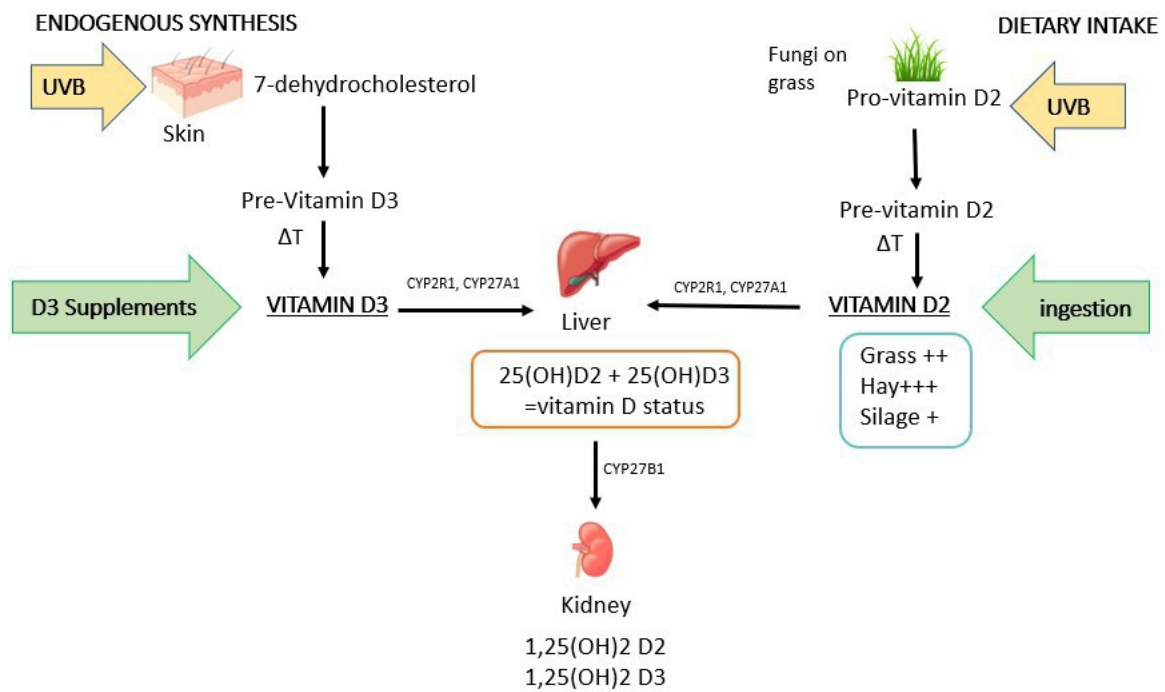 ENDOGENOUS SYNTHESIS
UVB
Skin
7-dehydrocholesterol
Pre-Vitamin D3
ΔT
D3 Supplements
VITAMIN D3
CYP2R1, CYP27A1
Liver
DIETARY INTAKE
Fungi on
grass
Pro-vitamin D2
UVB
Pre-vitamin D2
ΔT
CYP2R1, CYP27A1
VITAMIN D2
ingestion
Grass ++
Hay+++
Silage +
25(OH)D2 + 25(OH)D3
=vitamin D status
CYP27B1
Kidney
1,25(OH)2 D2
1,25(OH)2 D3